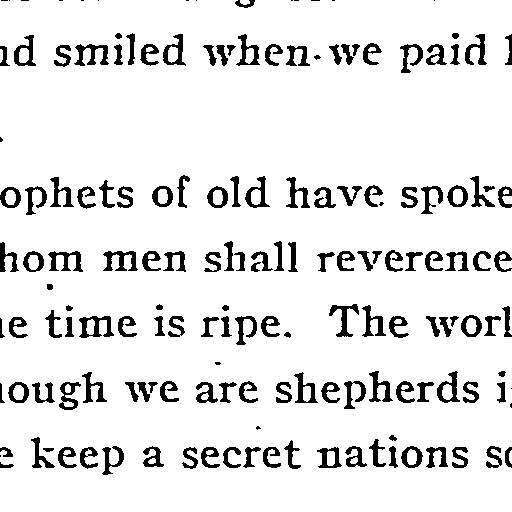 smiled when we paid
ophets of old have spoke
hom men shall reverence
time is ripe. The worl
ough we are shepherds
keep a secret nations